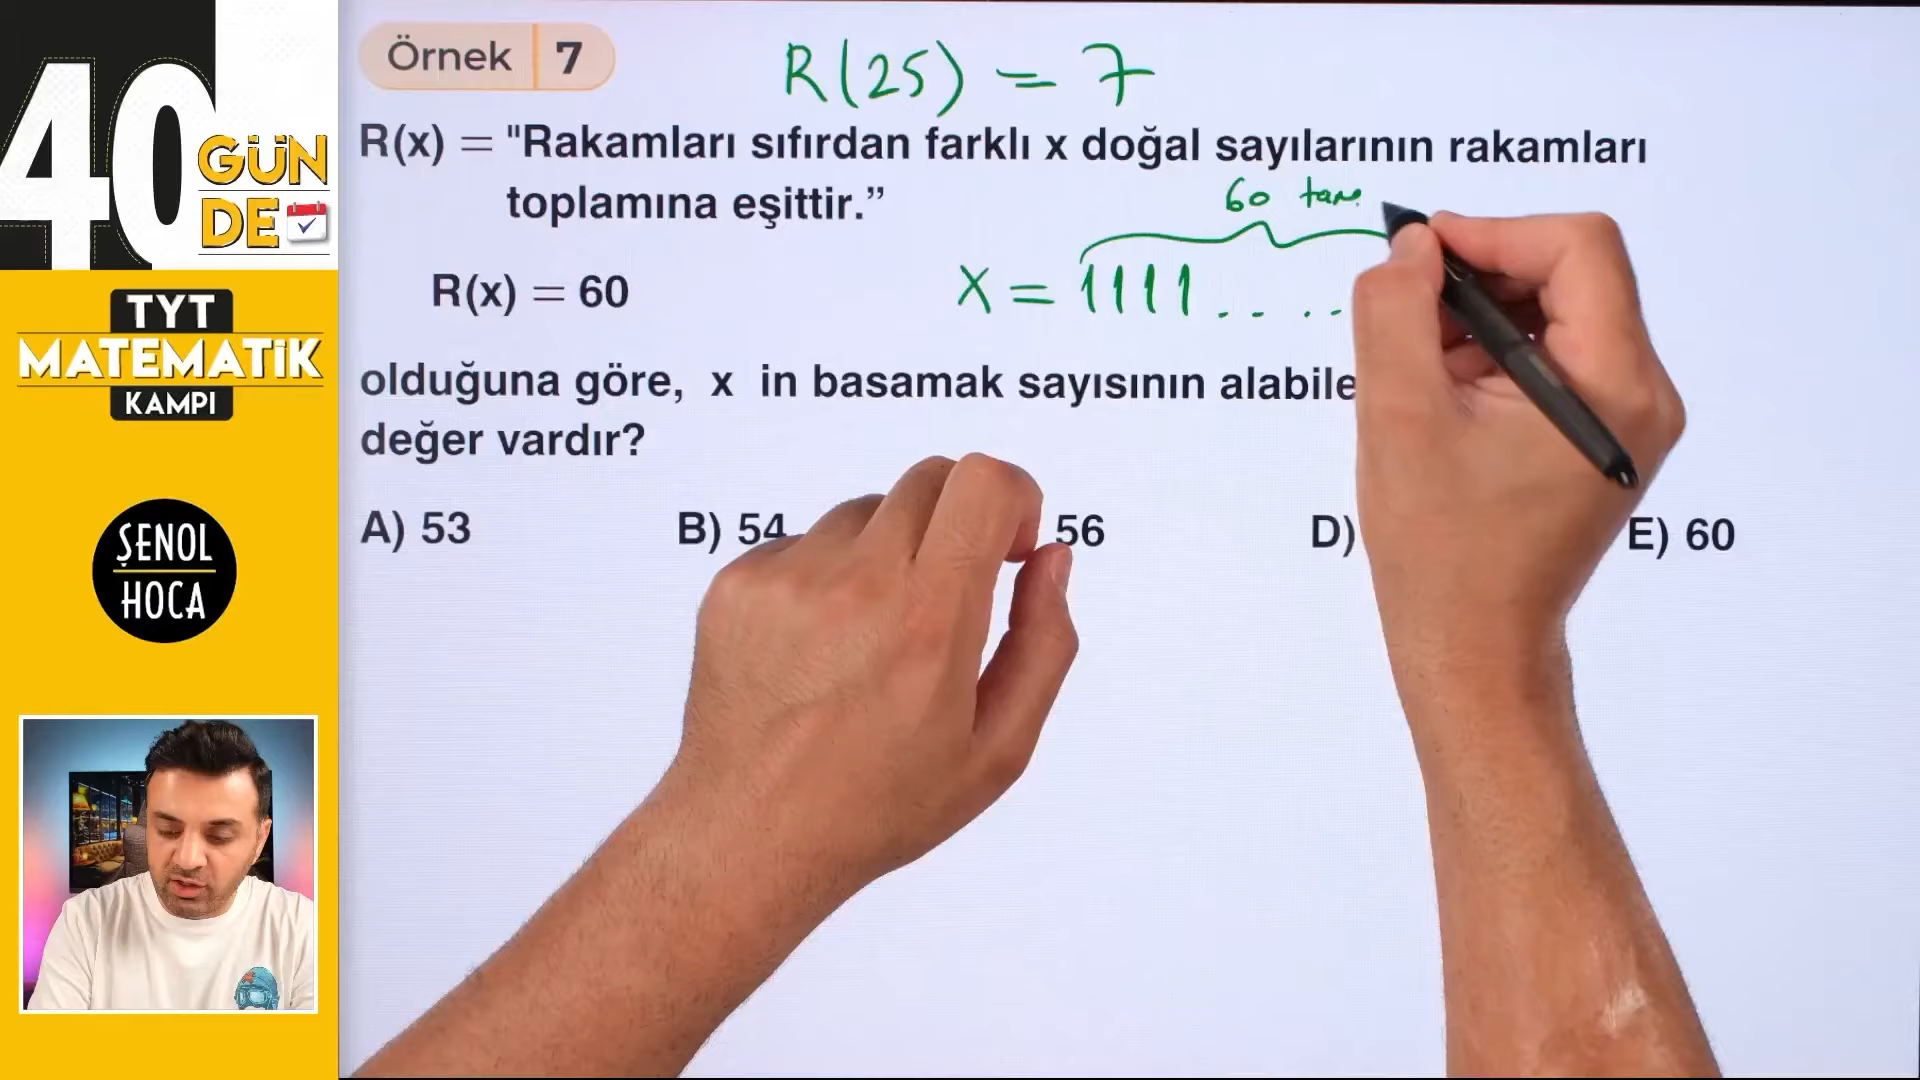 40
GÜN
DE
TYT
MATEMATİK
KAMPI
ŞENOL
HOCA
Örnek 7
R(25) = 7
R(x) = "Rakamları sıfırdan farklı x doğal sayılarının rakamları
toplamına eşittir.”
60 tane
R(x) = 60
X = 1111.....
olduğuna göre, x in basamak sayısının alabile
değer vardır?
A) 53 B) 54 56 D) E) 60